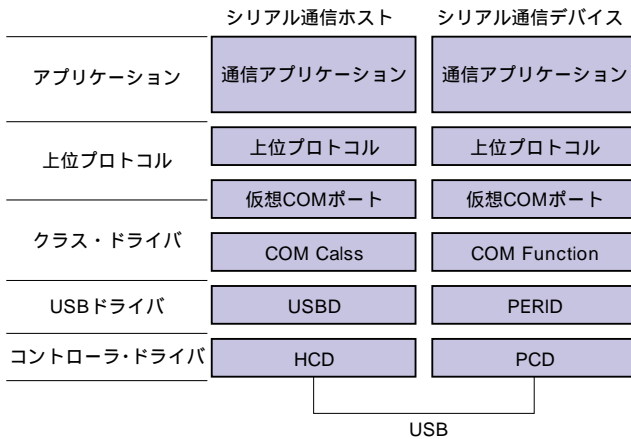 シリアル通信ホスト シリアル通信デバイス
アプリケーション 通信アプリケーション 通信アプリケーション
上位プロトコル 上位プロトコル 上位プロトコル
仮想COMポート 仮想COMポート
クラス・ドライバ COM Calss COM Function
USBドライバ USBD PERID
コントローラ・ドライバ HCD PCD
USB